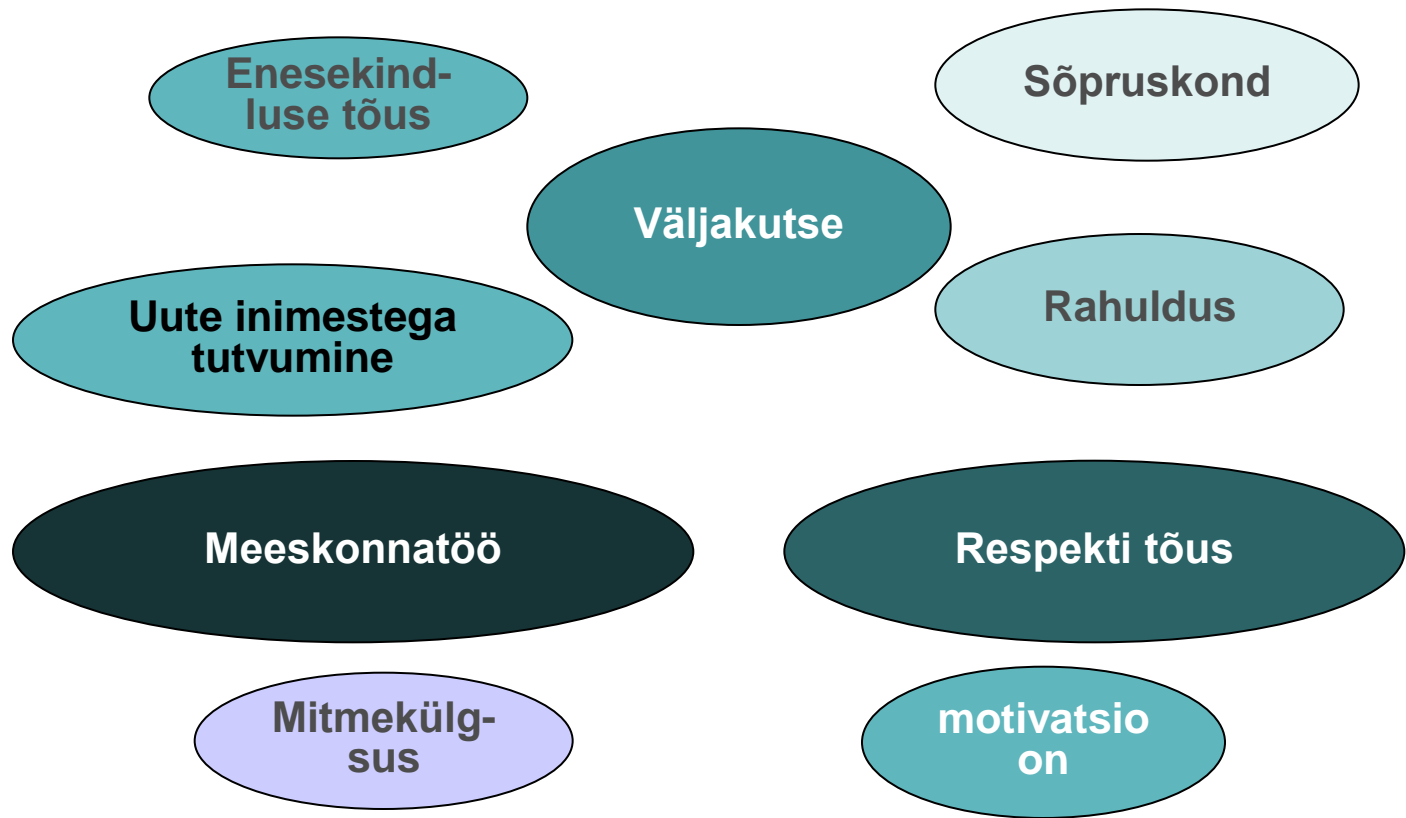 Enesekind-
luse tõus
Sõpruskond
Väljakutse
Uute inimestega
tutvumine
Rahuldus
Meeskonnatöö
Respekti tõus
Mitmekülg-
sus
motivatsio
on